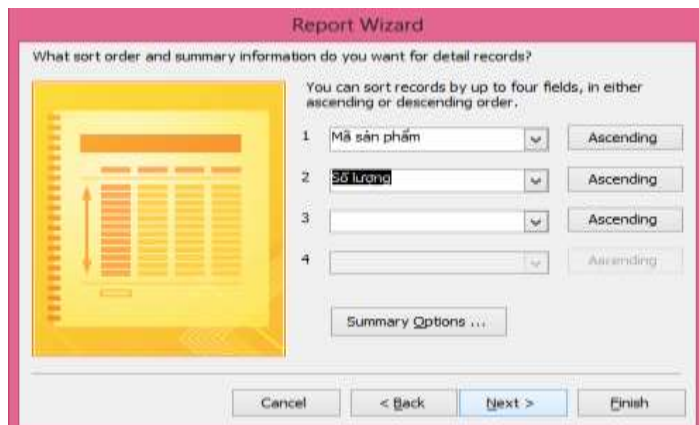 Report Wizard
What sort order and summary information do you want for detail records?
You can sort records by up to four fields, in either
ascending or descending order.
1 Mã sản phẩm Ascending
2 Số lượng Ascending
3 Ascending
4 Ascending
Summary Options ...
Cancel < Back Next > Finish